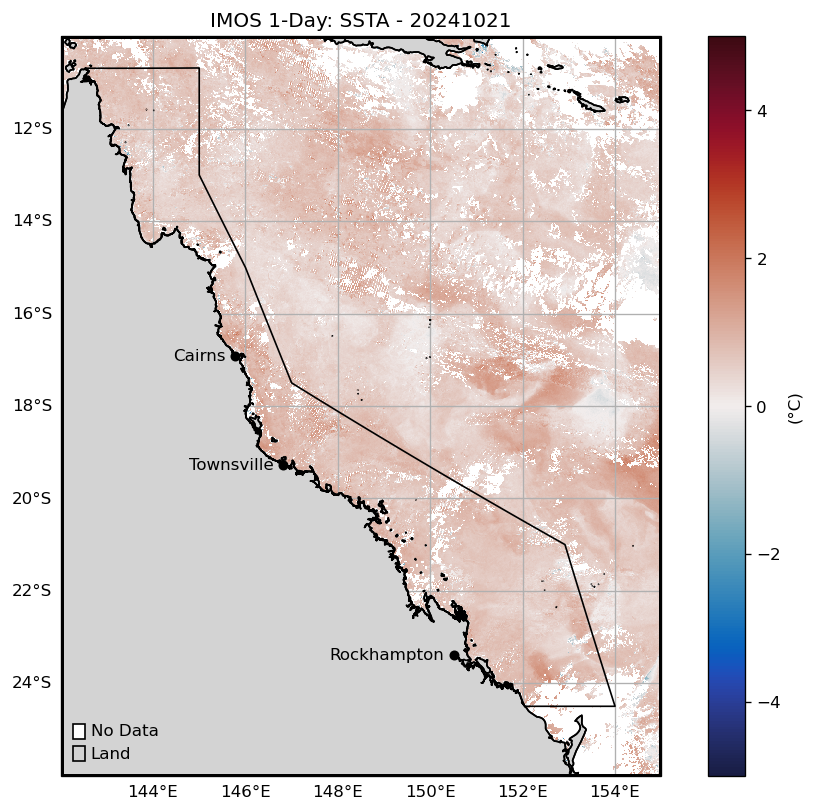 IMOS 1-Day: SSTA - 20241021
12°S
14°S
16°S
18°S
20°S
22°S
24°S
Cairns
Townsville
Rockhampton
No Data
Land
144°E
146°E
148°E
150°E
152°E
154°E
4
2
0
−2
−4
(°C)